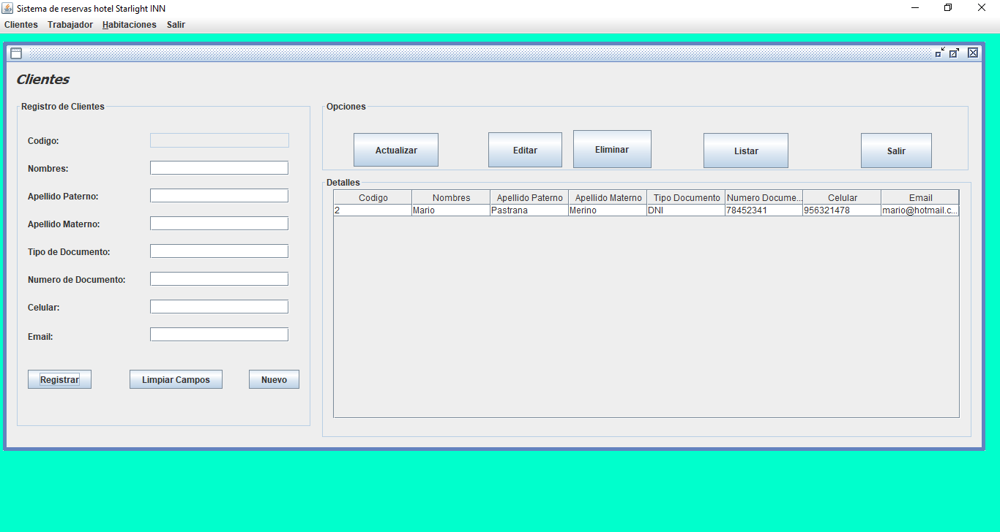 Sistema de reservas hotel Starlight INN
Clientes Trabajador Habitaciones Salir
Clientes
Registro de Clientes
Codigo:
Nombres:
Apellido Paterno:
Apellido Materno:
Tipo de Documento:
Numero de Documento:
Celular:
Email:
Registrar Limpiar Campos Nuevo
Opciones
Actualizar Editar Eliminar Listar Salir
Detalles
Codigo Nombres Apellido Paterno Apellido Materno Tipo Documento Numero Docume... Celular Email
2 Mario Pastrana Merino DNI 78452341 956321478 mario@hotmail.c...